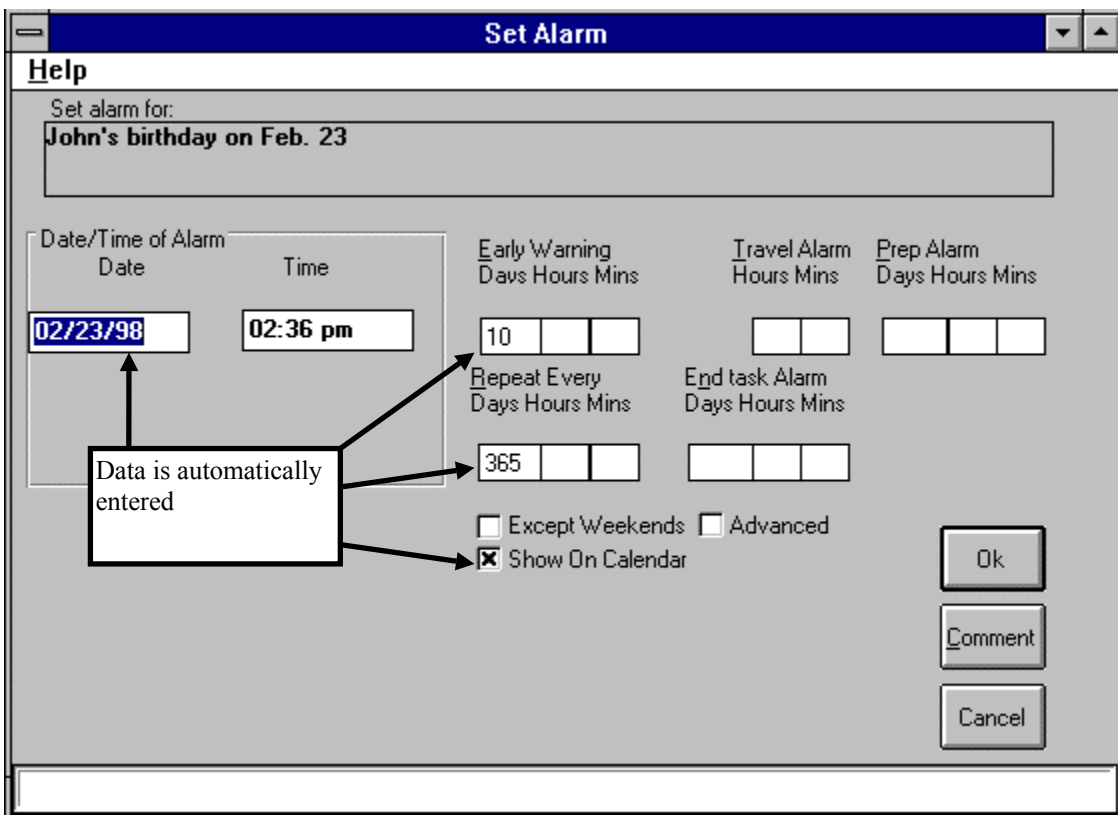 Set Alarm
Help
Set alarm for:
John's birthday on Feb. 23
Date/Time of Alarm
Date Time
02/23/98 02:36 pm
Early Warning
Days Hours Mins
10
Travel Alarm
Hours Mins
Prep Alarm
Days Hours Mins
Repeat Every
Days Hours Mins
365
End task Alarm
Days Hours Mins
Data is automatically
entered
Except Weekends Advanced
Show On Calendar
Ok
Comment
Cancel